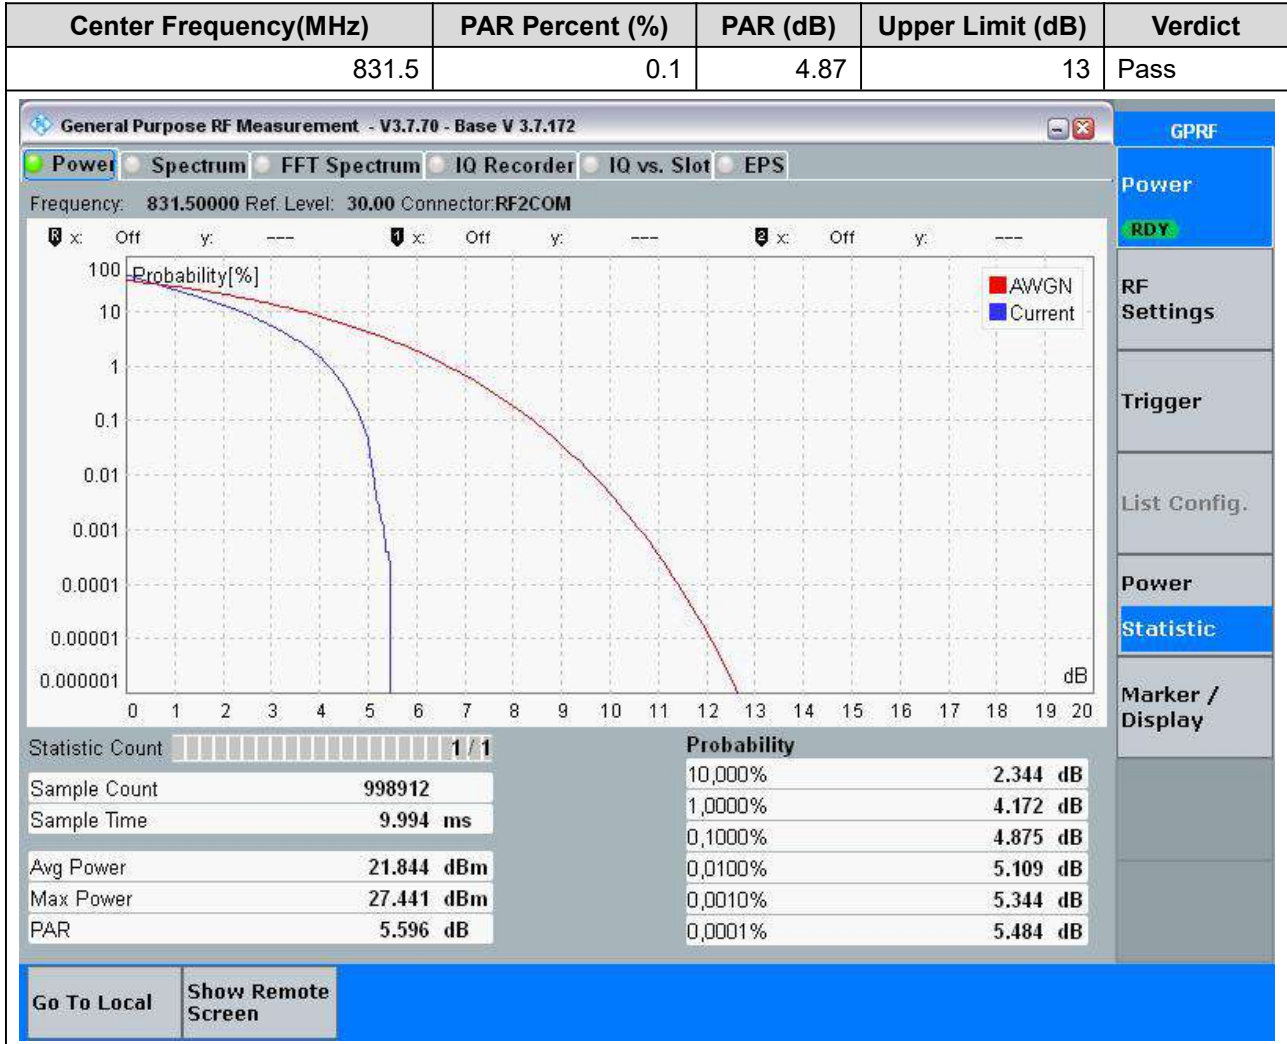 Center Frequency(MHz) PAR Percent (%) PAR (dB) Upper Limit (dB) Verdict
831.5 0.1 4.87 13 Pass
General Purpose RF Measurement - V3.7.70 - Base V 3.7.172
GPRF
Power Spectrum FFT Spectrum IQ Recorder IQ vs. Slot EPS
Power
RDY
Frequency: 831.50000 Ref. Level: 30.00 Connector:RF2COM
R x: Off y: --- 1 x: Off y: --- 2 x: Off y: ---
Probability[%]
AWGN
Current
100
10
1
0.1
0.01
0.001
0.0001
0.00001
0.000001
dB
0 1 2 3 4 5 6 7 8 9 10 11 12 13 14 15 16 17 18 19 20
RF
Settings
Trigger
List Config.
Power
Statistic
Marker /
Display
Statistic Count 1 / 1
Sample Count 998912
Sample Time 9.994 ms
Avg Power 21.844 dBm
Max Power 27.441 dBm
PAR 5.596 dB
Probability
10,000% 2.344 dB
1,0000% 4.172 dB
0,1000% 4.875 dB
0,0100% 5.109 dB
0,0010% 5.344 dB
0,0001% 5.484 dB
Go To Local
Show Remote
Screen